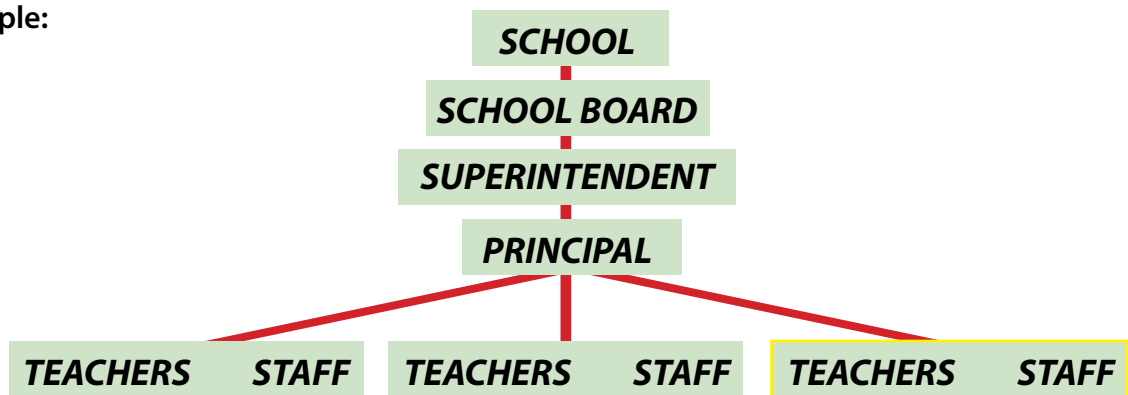 ple:
SCHOOL
SCHOOL BOARD
SUPERINTENDENT
PRINCIPAL
TEACHERS STAFF TEACHERS STAFF TEACHERS STAFF